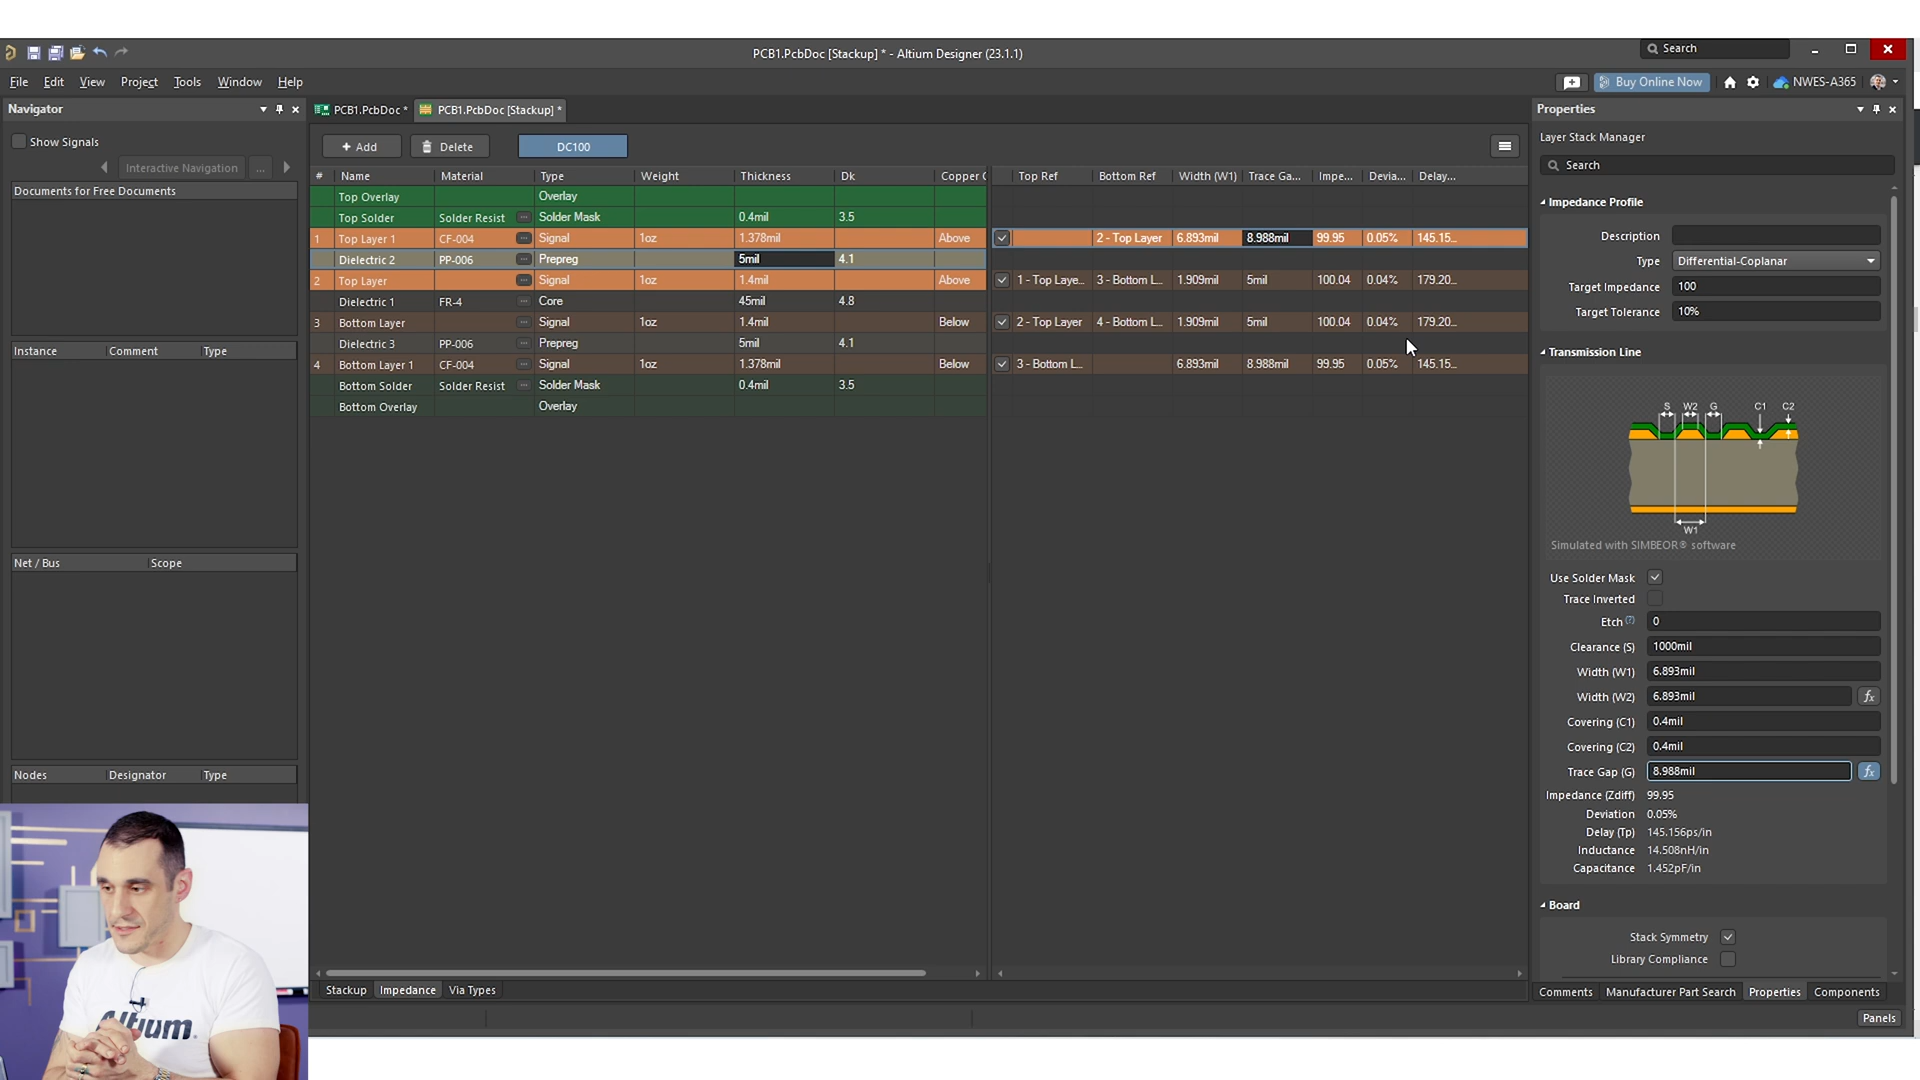 PCB1.PcbDoc [Stackup] * - Altium Designer (23.1.1)
Search
File Edit View Project Tools Window Help
Buy Online Now
NWES-A365
Navigator
PCB1.PcbDoc *
PCB1.PcbDoc [Stackup] *
Properties
Show Signals
Interactive Navigation ...
Documents for Free Documents
Instance Comment Type
Net / Bus Scope
Nodes Designator Type
+ Add
Delete
DC100
# Name Material Type Weight Thickness Dk Copper O
Top Ref Bottom Ref Width (W1) Trace Ga... Impe... Devia... Delay...
Top Overlay Overlay
Top Solder Solder Resist Solder Mask 0.4mil 3.5
1 Top Layer 1 CF-004 Signal 1oz 1.378mil Above 2 - Top Layer 6.893mil 8.988mil 99.95 0.05% 145.15...
Dielectric 2 PP-006 Prepreg 5mil 4.1
2 Top Layer Signal 1oz 1.4mil Above 1 - Top Laye... 3 - Bottom L... 1.909mil 5mil 100.04 0.04% 179.20...
Dielectric 1 FR-4 Core 45mil 4.8
3 Bottom Layer Signal 1oz 1.4mil Below 2 - Top Layer 4 - Bottom L... 1.909mil 5mil 100.04 0.04% 179.20...
Dielectric 3 PP-006 Prepreg 5mil 4.1
4 Bottom Layer 1 CF-004 Signal 1oz 1.378mil Below 3 - Bottom L... 6.893mil 8.988mil 99.95 0.05% 145.15...
Bottom Solder Solder Resist Solder Mask 0.4mil 3.5
Bottom Overlay Overlay
Stackup Impedance Via Types
Layer Stack Manager
Search
Impedance Profile
Description
Type Differential-Coplanar
Target Impedance 100
Target Tolerance 10%
Transmission Line
S W2 G C1 C2
W1
Simulated with SIMBEOR® software
Use Solder Mask
Trace Inverted
Etch (?) 0
Clearance (S) 1000mil
Width (W1) 6.893mil
Width (W2) 6.893mil fx
Covering (C1) 0.4mil
Covering (C2) 0.4mil
Trace Gap (G) 8.988mil fx
Impedance (Zdiff) 99.95
Deviation 0.05%
Delay (Tp) 145.156ps/in
Inductance 14.508nH/in
Capacitance 1.452pF/in
Board
Stack Symmetry
Library Compliance
Comments Manufacturer Part Search Properties Components
Panels
Altium.